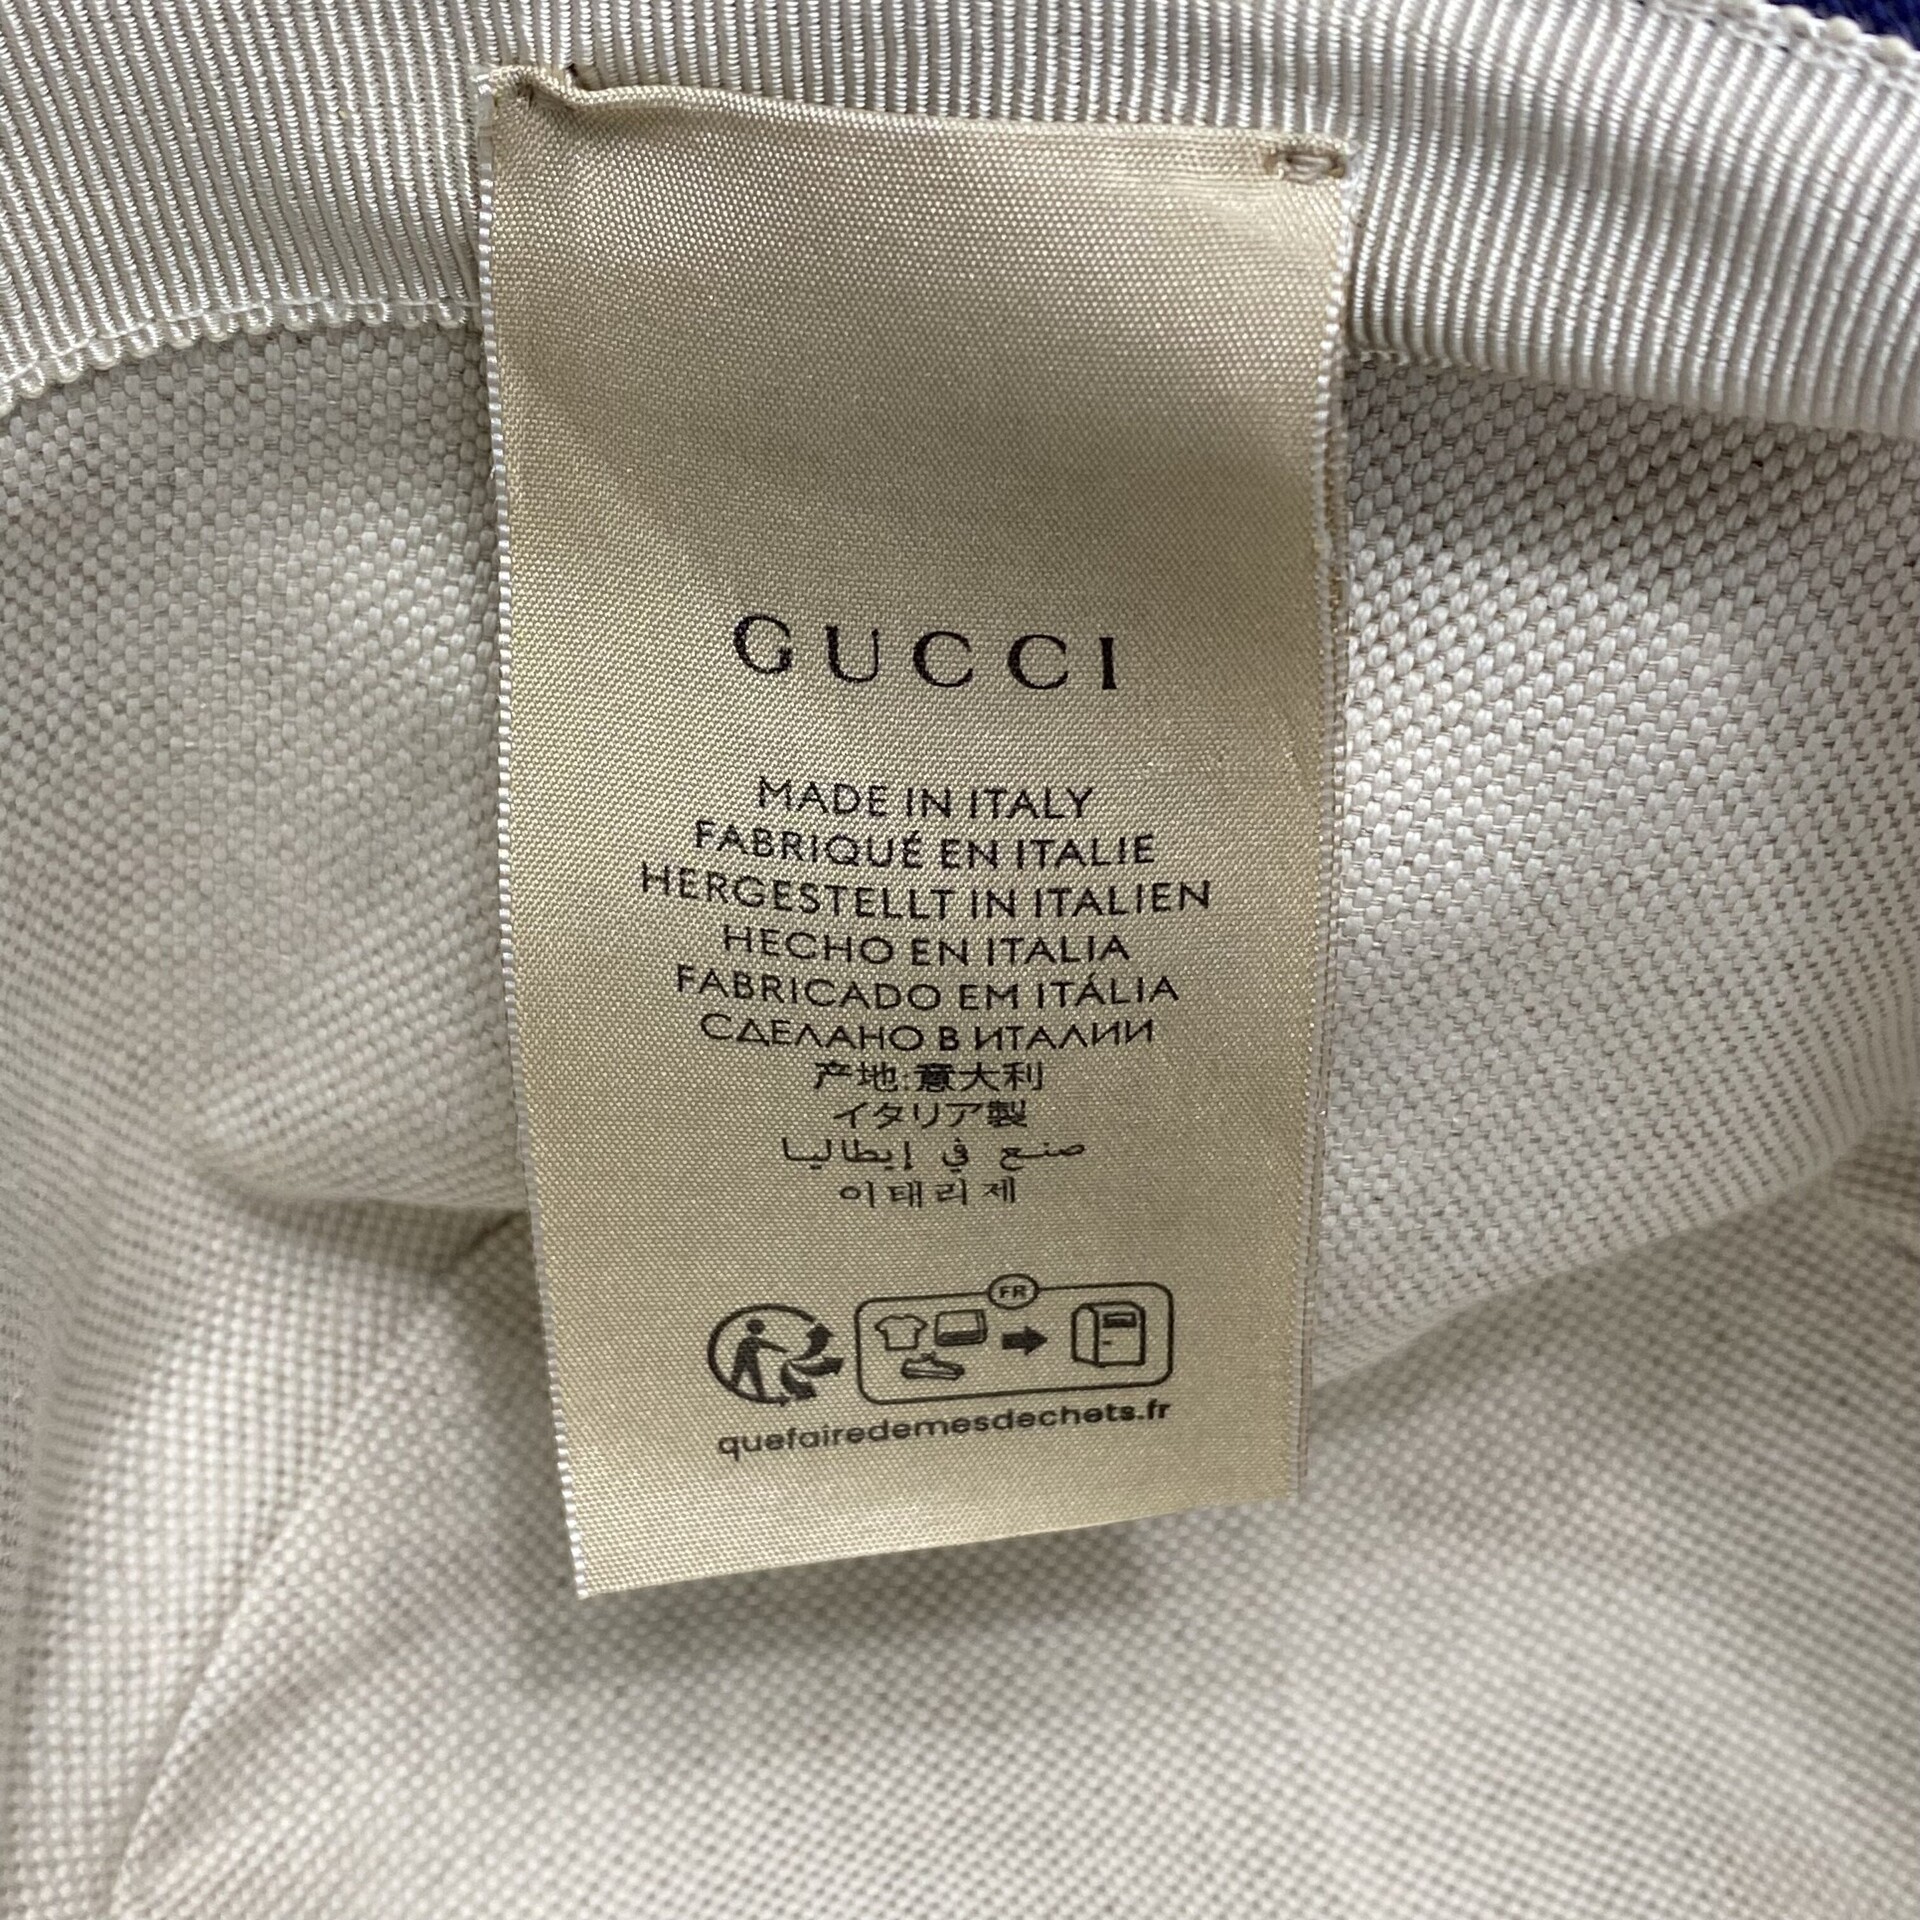 GUCCI
MADE IN ITALY
FABRIQUÉ EN ITALIE
HERGESTELLT IN ITALIEN
HECHO EN ITALIA
FABRICADO EM ITÁLIA
СДЕЛАНО В ИТАЛИИ
产地:意大利
イタリア製
صنع في إيطاليا
이태리제
FR
quefairedemesdechets.fr